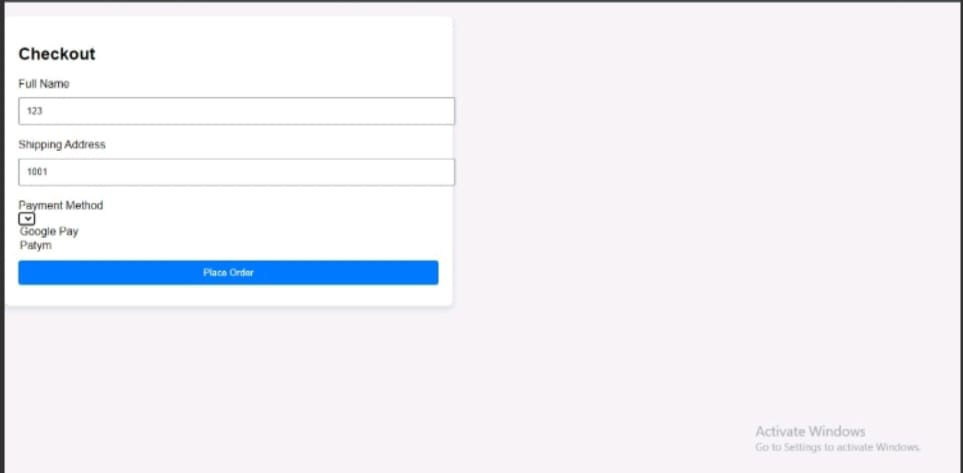 Checkout
Full Name
123
Shipping Address
1001
Payment Method
Google Pay
Patym
Place Order
Activate Windows
Go to Settings to activate Windows.